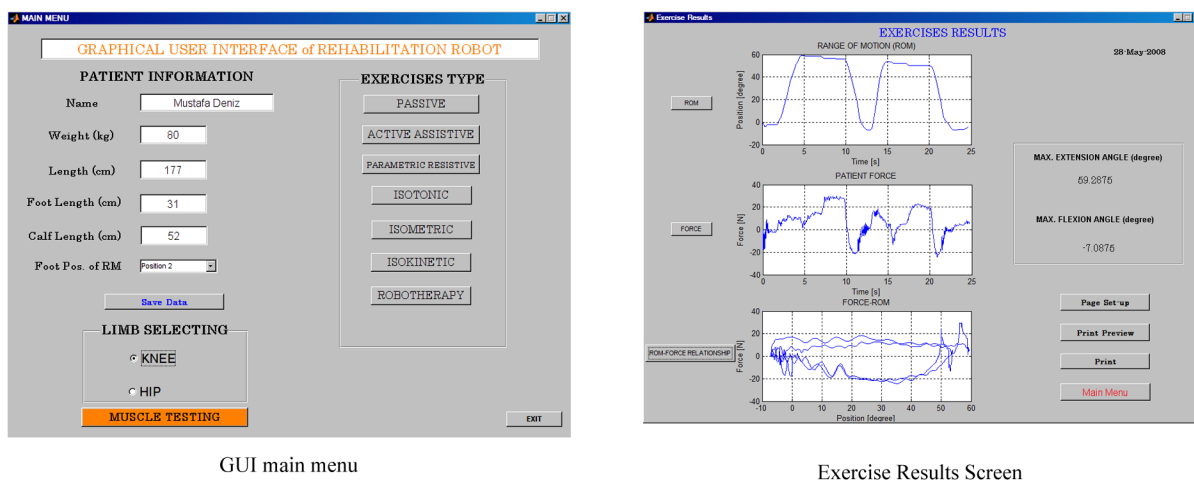 MAIN MENU
GRAPHICAL USER INTERFACE of REHABILITATION ROBOT
PATIENT INFORMATION
Name
Mustafa Deniz
Weight (kg)
80
Length (cm)
177
Foot Length (cm)
31
Calf Length (cm)
52
Foot Pos. of RM
Position 2
Save Data
LIMB SELECTING
KNEE
HIP
MUSCLE TESTING
EXERCISES TYPE
PASSIVE
ACTIVE ASSISTIVE
PARAMETRIC RESISTIVE
ISOTONIC
ISOMETRIC
ISOKINETIC
ROBOTHERAPY
EXIT
GUI main menu
Exercise Results
EXERCISES RESULTS
28-May-2008
ROM
RANGE OF MOTION (ROM)
Position [degree]
60
40
20
0
-20
0 5 10 15 20 25
Time [s]
FORCE
PATIENT FORCE
Force [N]
40
20
0
-20
-40
0 5 10 15 20 25
Time [s]
ROM-FORCE RELATIONSHIP
FORCE-ROM
Force [N]
40
20
0
-20
-40
-10 0 10 20 30 40 50 60
Position [degree]
MAX. EXTENSION ANGLE (degree)
59.2875
MAX. FLEXION ANGLE (degree)
-7.0875
Page Set-up
Print Preview
Print
Main Menu
Exercise Results Screen